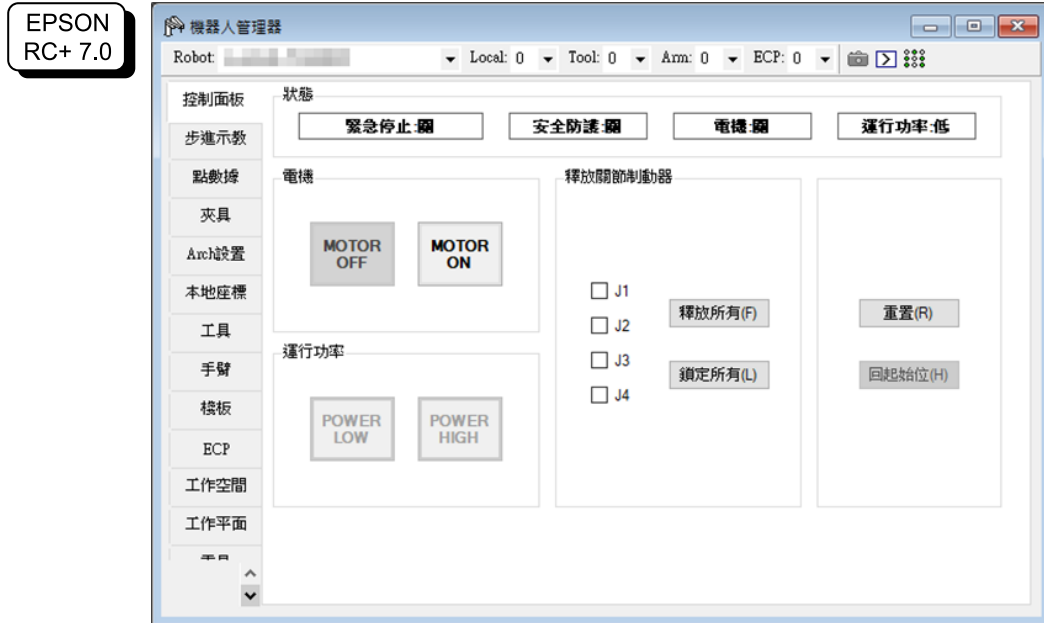 EPSON
RC+ 7.0
機器人管理器
Robot:
Local: 0
Tool: 0
Arm: 0
ECP: 0
控制面板
步進示教
點數據
夾具
Arch設置
本地座標
工具
手臂
棧板
ECP
工作空間
工作平面
狀態
緊急停止:關
安全防護:關
電機:關
運行功率:低
電機
MOTOR
OFF
MOTOR
ON
運行功率
POWER
LOW
POWER
HIGH
釋放關節制動器
J1
J2
J3
J4
釋放所有(F)
鎖定所有(L)
重置(R)
回起始位(H)